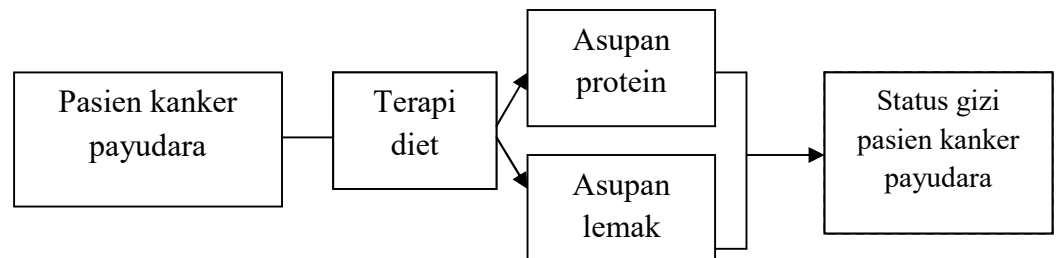 Pasien kanker
payudara
Terapi
diet
Asupan
protein
Asupan
lemak
Status gizi
pasien kanker
payudara